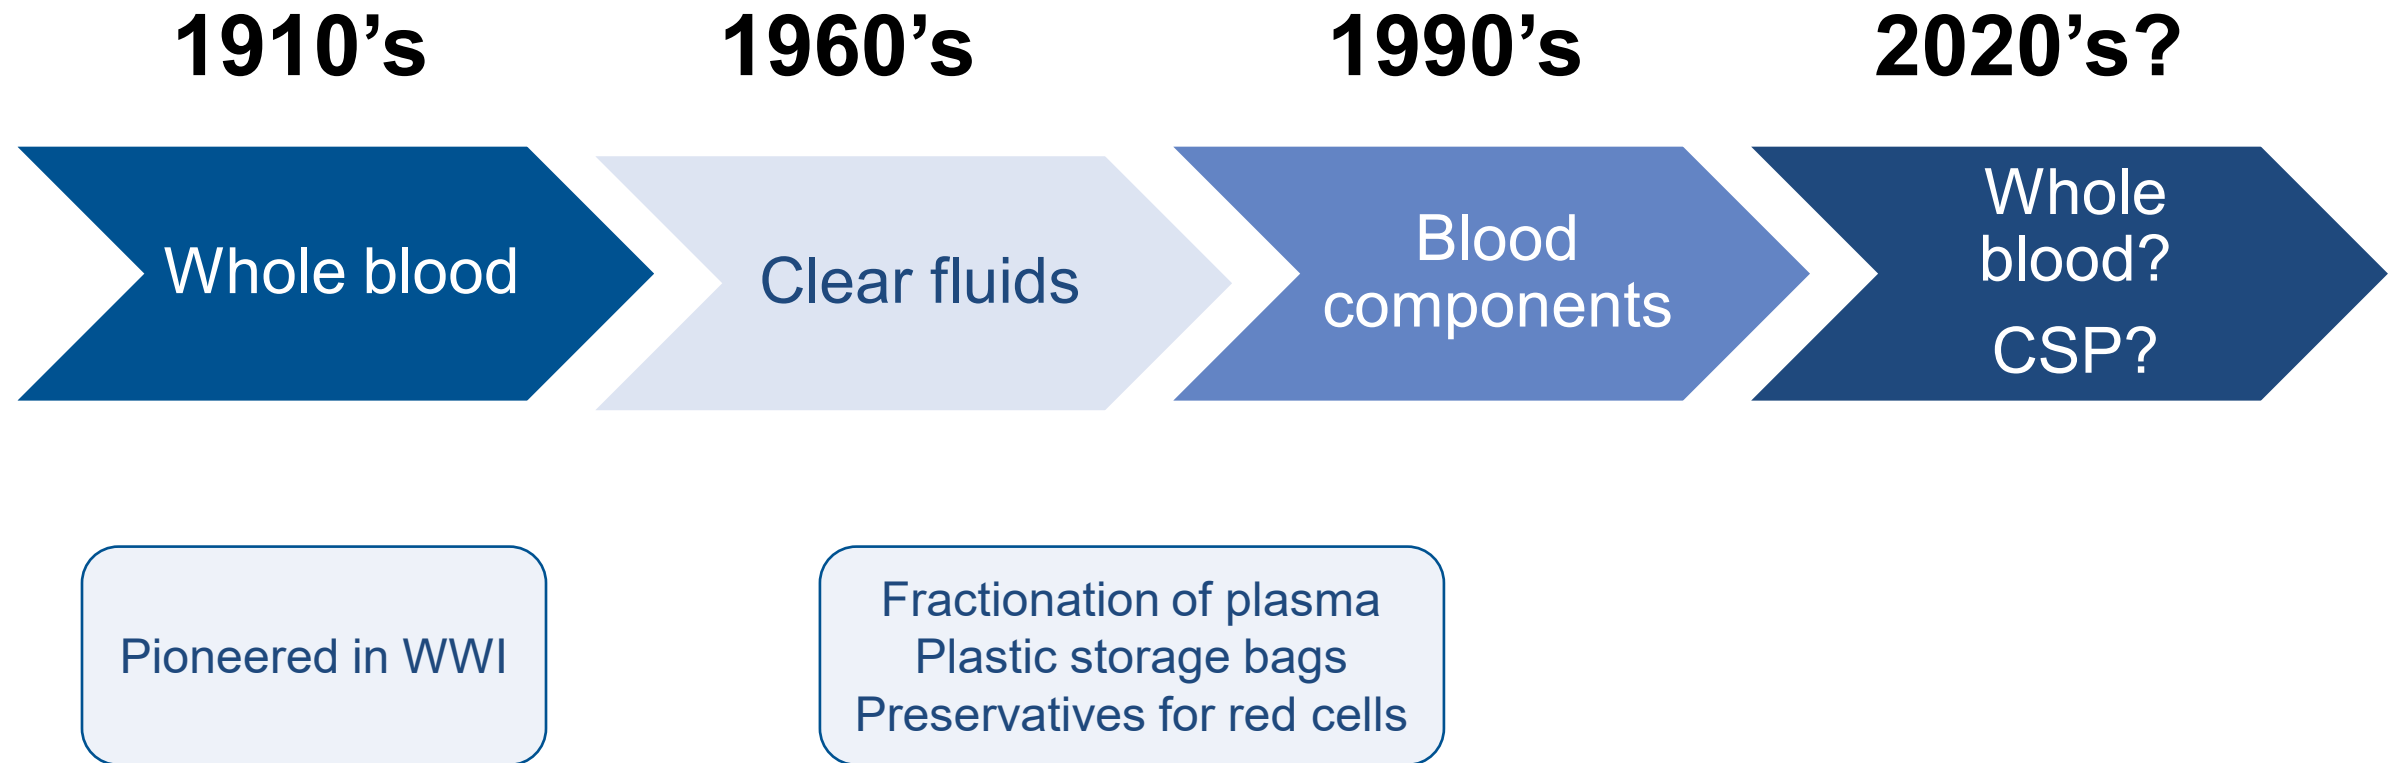 1910’s
1960’s
1990’s
2020’s?
Whole blood
Clear fluids
Blood
components
Whole
blood?
CSP?
Pioneered in WWI
Fractionation of plasma
Plastic storage bags
Preservatives for red cells